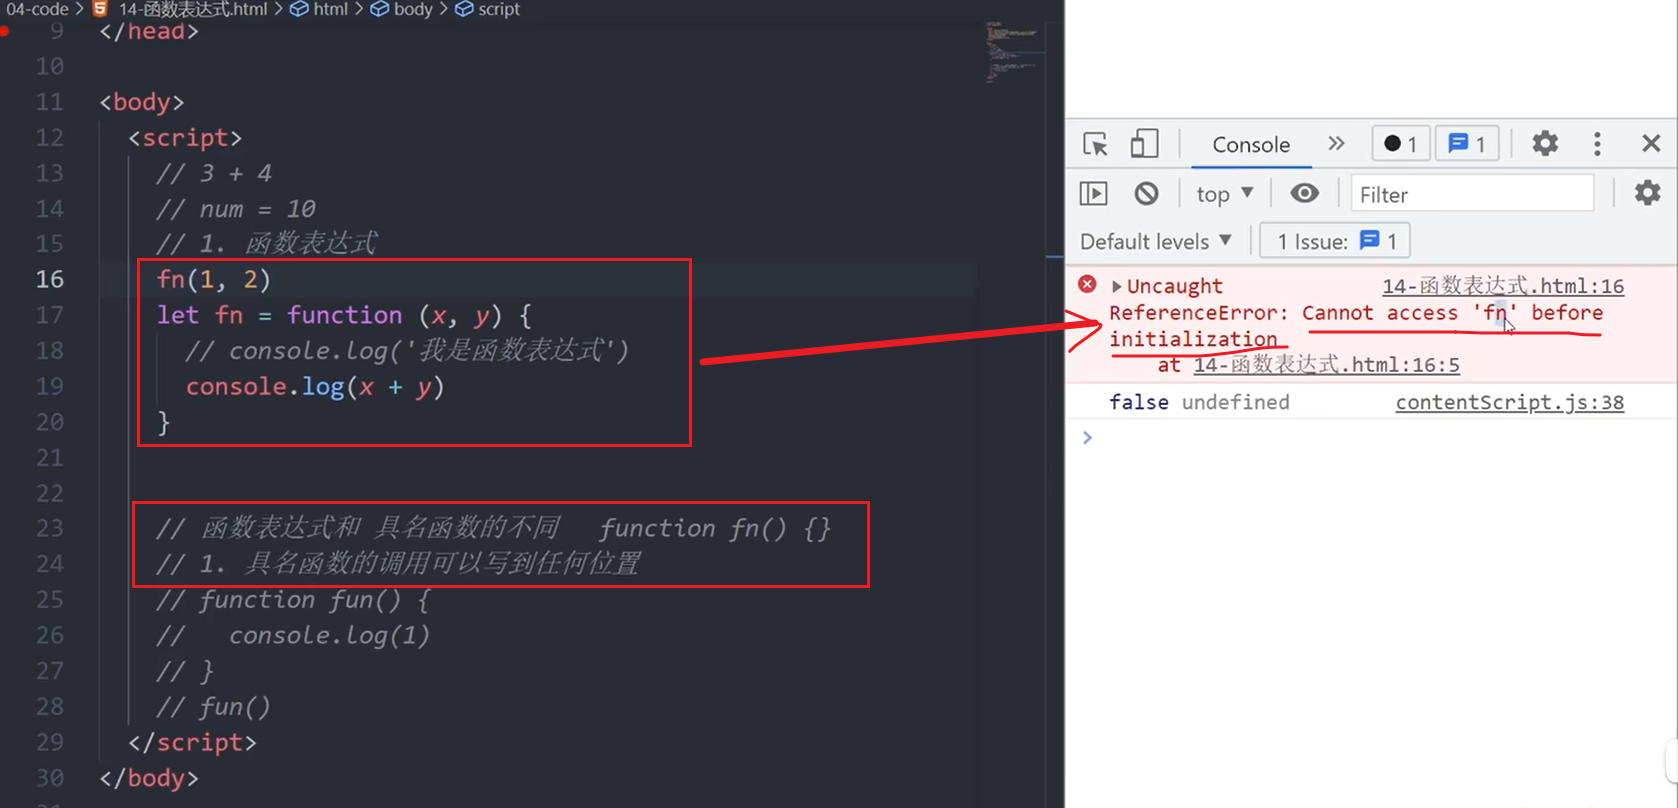 04-code > 14-函数表达式.html > html > body > script
9 </head>
10
11 <body>
12 <script>
13 // 3 + 4
14 // num = 10
15 // 1. 函数表达式
16 fn(1, 2)
17 let fn = function (x, y) {
18 // console.log('我是函数表达式')
19 console.log(x + y)
20 }
21
22
23 // 函数表达式和 具名函数的不同 function fn() {}
24 // 1. 具名函数的调用可以写到任何位置
25 // function fun() {
26 // console.log(1)
27 // }
28 // fun()
29 </script>
30 </body>
Console » 1 1
top Filter
Default levels 1 Issue: 1
Uncaught 14-函数表达式.html:16
ReferenceError: Cannot access 'fn' before
initialization
at 14-函数表达式.html:16:5
false undefined contentScript.js:38
>